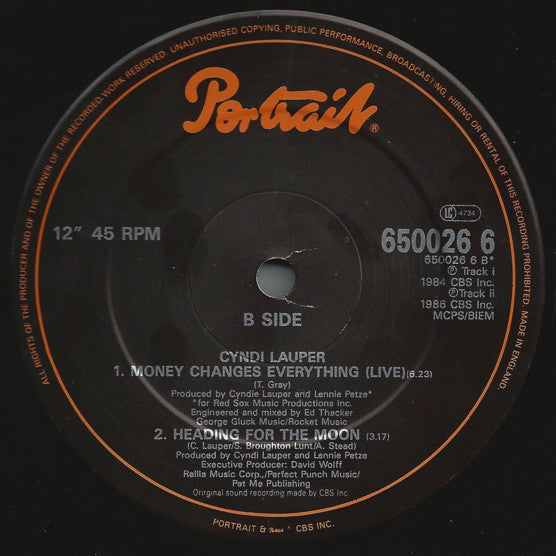 ALL RIGHTS OF THE PRODUCER AND OF THE OWNER OF THE RECORDED WORK RESERVED. UNAUTHORISED COPYING, PUBLIC PERFORMANCE, BROADCASTING, HIRING OR RENTAL OF THIS RECORDING PROHIBITED. MADE IN ENGLAND.
Portrait®
12" 45 RPM
LC 4734
650026 6
650026 6 B*
℗ Track i
1984 CBS Inc.
℗Track ii
1986 CBS Inc.
MCPS/BIEM
B SIDE
CYNDI LAUPER
1. MONEY CHANGES EVERYTHING (LIVE)(6.23)
(T. Gray)
Produced by Cyndie Lauper and Lennie Petze*
*for Red Sox Music Productions inc.
Engineered and mixed by Ed Thacker
George Gluck Music/Rocket Music
2. HEADING FOR THE MOON (3.17)
(C. Lauper/S. Broughton Lunt/A. Stead)
Produced by Cyndi Lauper and Lennie Petze
Executive Producer: David Wolff
Rellla Music Corp.,/Perfect Punch Music/
Pet Me Publishing
Original sound recording made by CBS Inc.
PORTRAIT & ARE ® CBS INC.